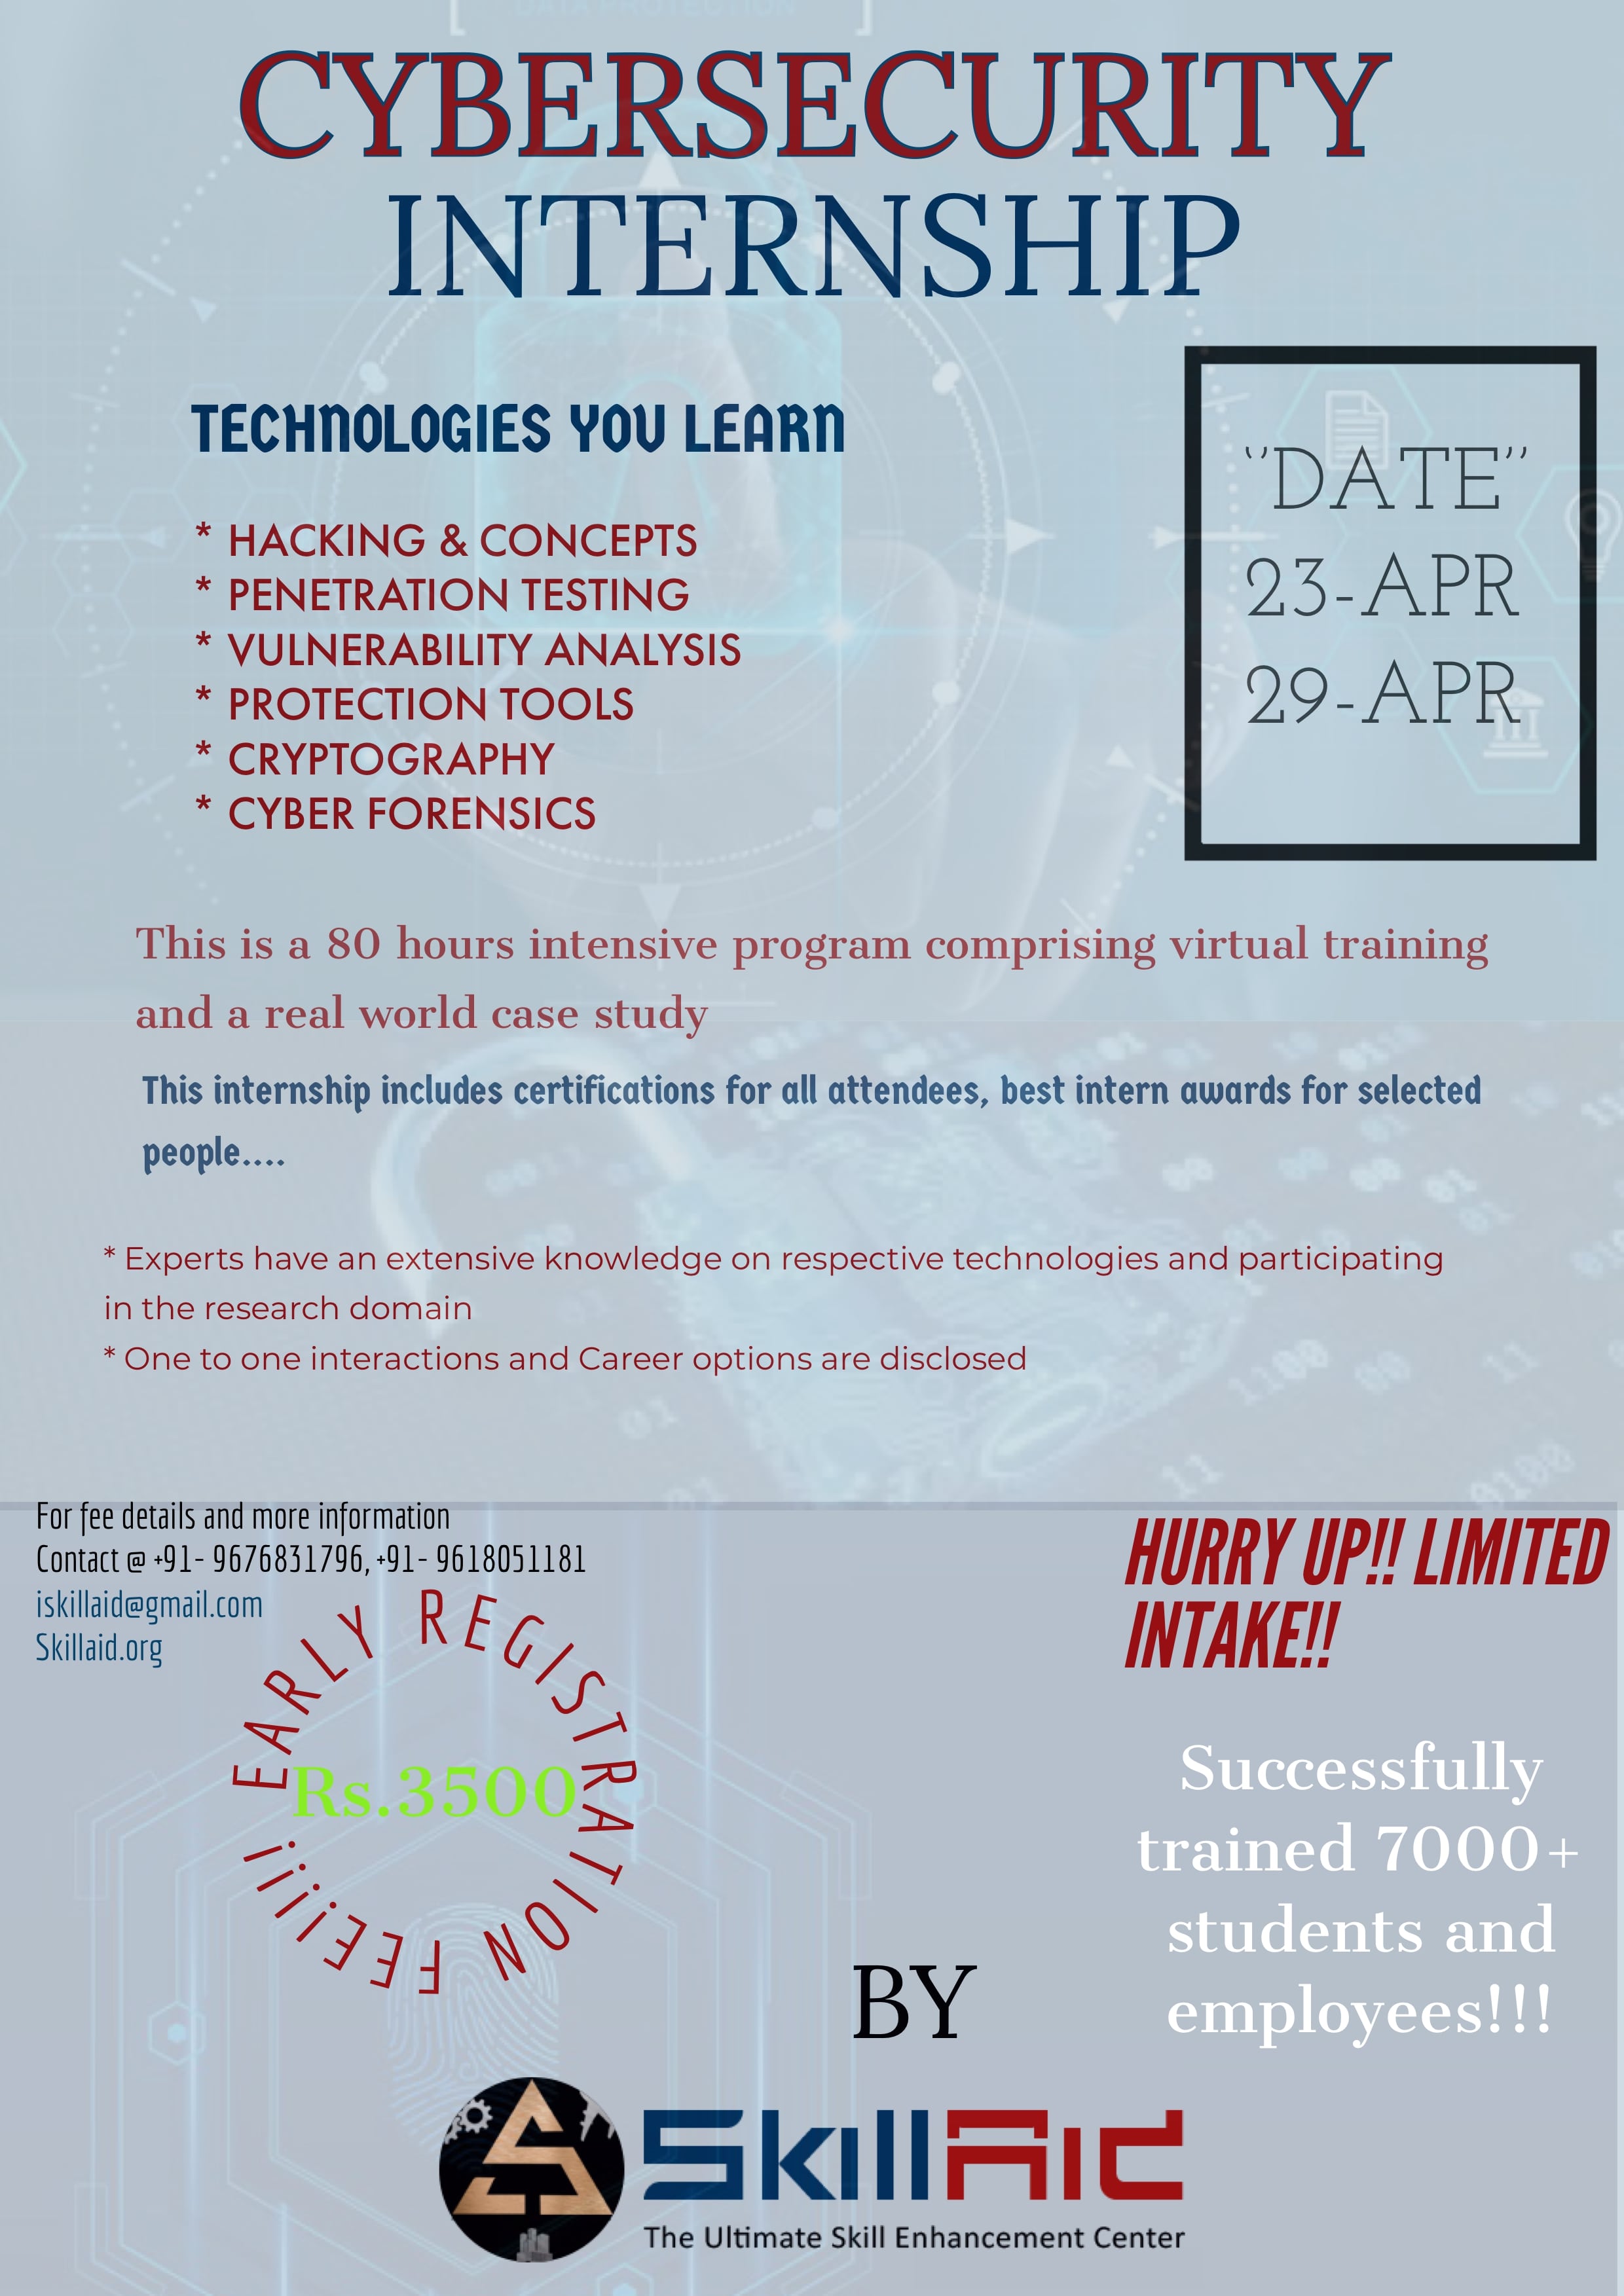 DATA PROTECTION
CYBERSECURITY
INTERNSHIP
TECHNOLOGIES YOU LEARN
* HACKING & CONCEPTS
* PENETRATION TESTING
* VULNERABILITY ANALYSIS
* PROTECTION TOOLS
* CRYPTOGRAPHY
* CYBER FORENSICS
"DATE"
23-APR
29-APR
This is a 80 hours intensive program comprising virtual training
and a real world case study
This internship includes certifications for all attendees, best intern awards for selected
people....
* Experts have an extensive knowledge on respective technologies and participating
in the research domain
* One to one interactions and Career options are disclosed
For fee details and more information
Contact @ +91- 9676831796, +91- 9618051181
iskillaid@gmail.com
Skillaid.org
EARLY REGISTRATION FEE!!!!
Rs.3500
HURRY UP!! LIMITED
INTAKE!!
Successfully
trained 7000+
students and
employees!!!
BY
SkillAid
The Ultimate Skill Enhancement Center